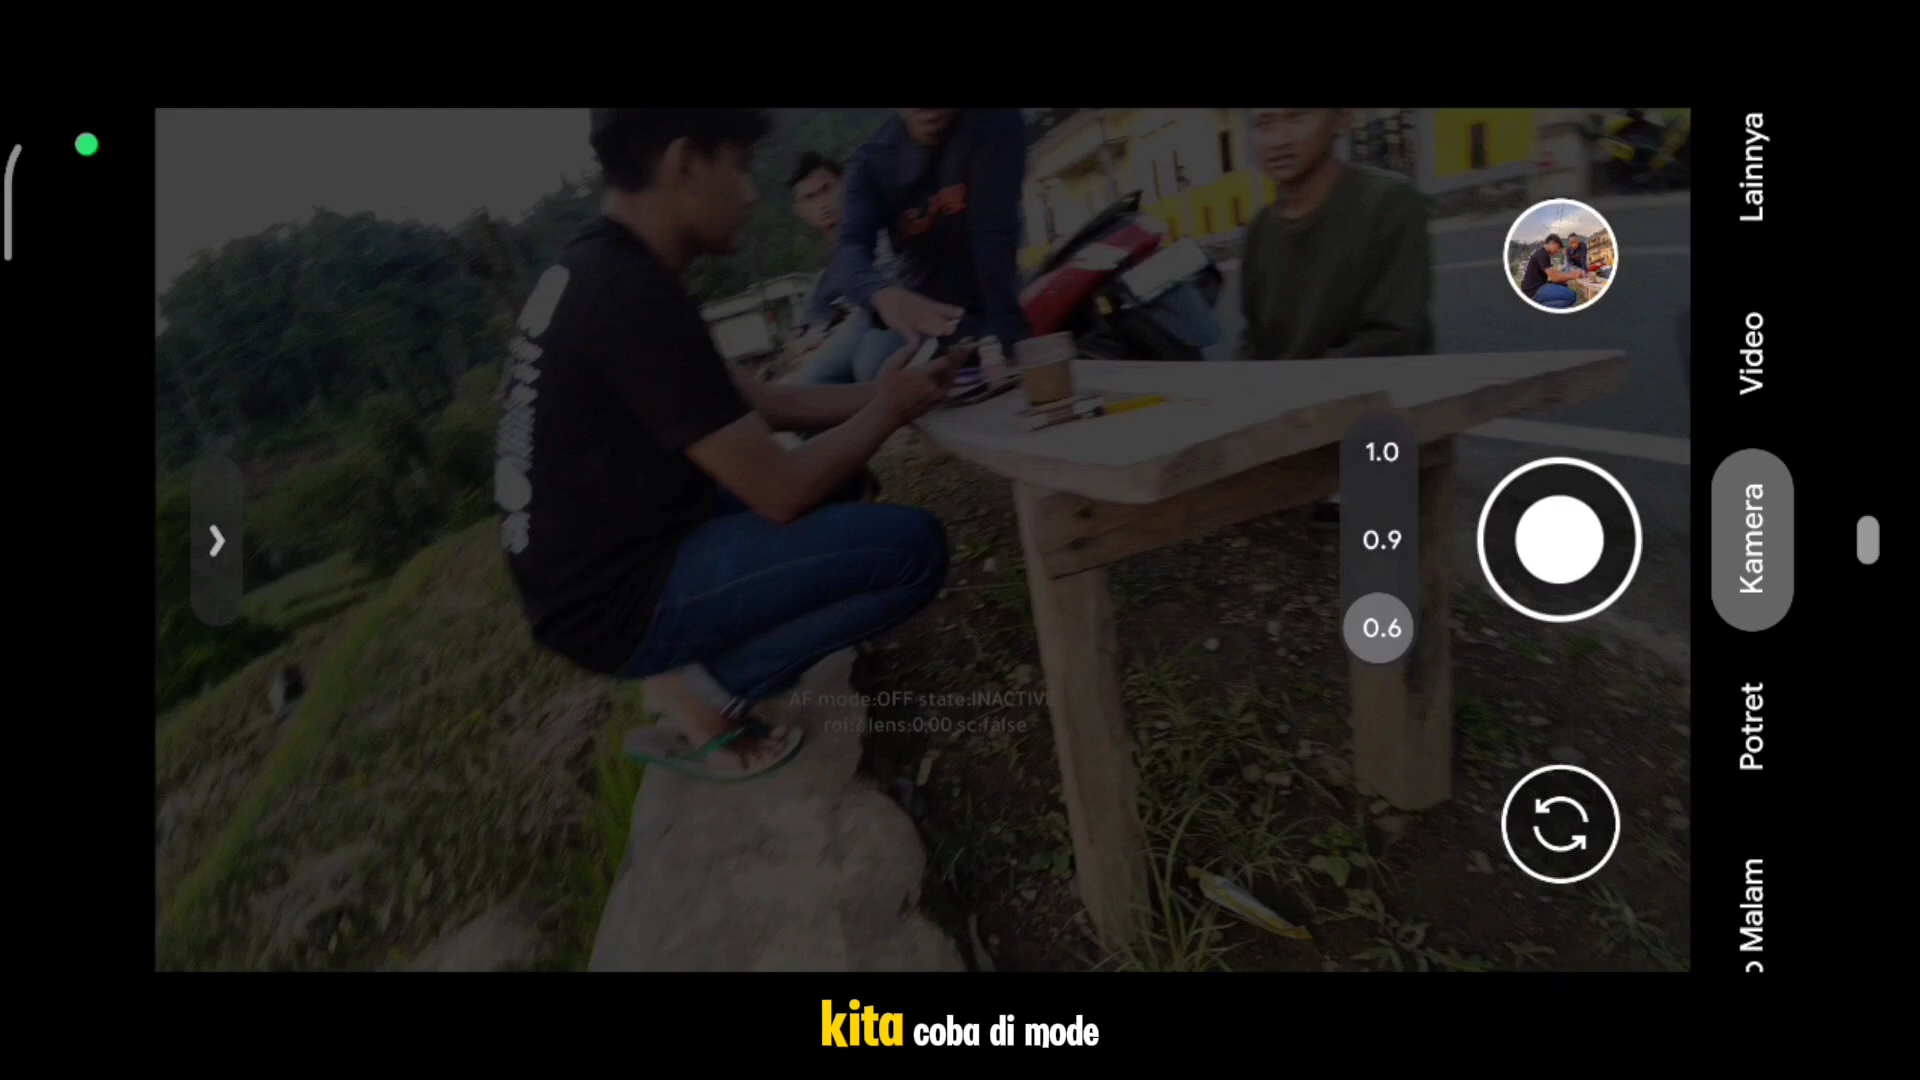 Lainnya
Video
Kamera
Potret
o Malam
1.0
0.9
0.6
AF mode:OFF state:INACTIVE
roi:? lens:0.00 sc:false
kita coba di mode